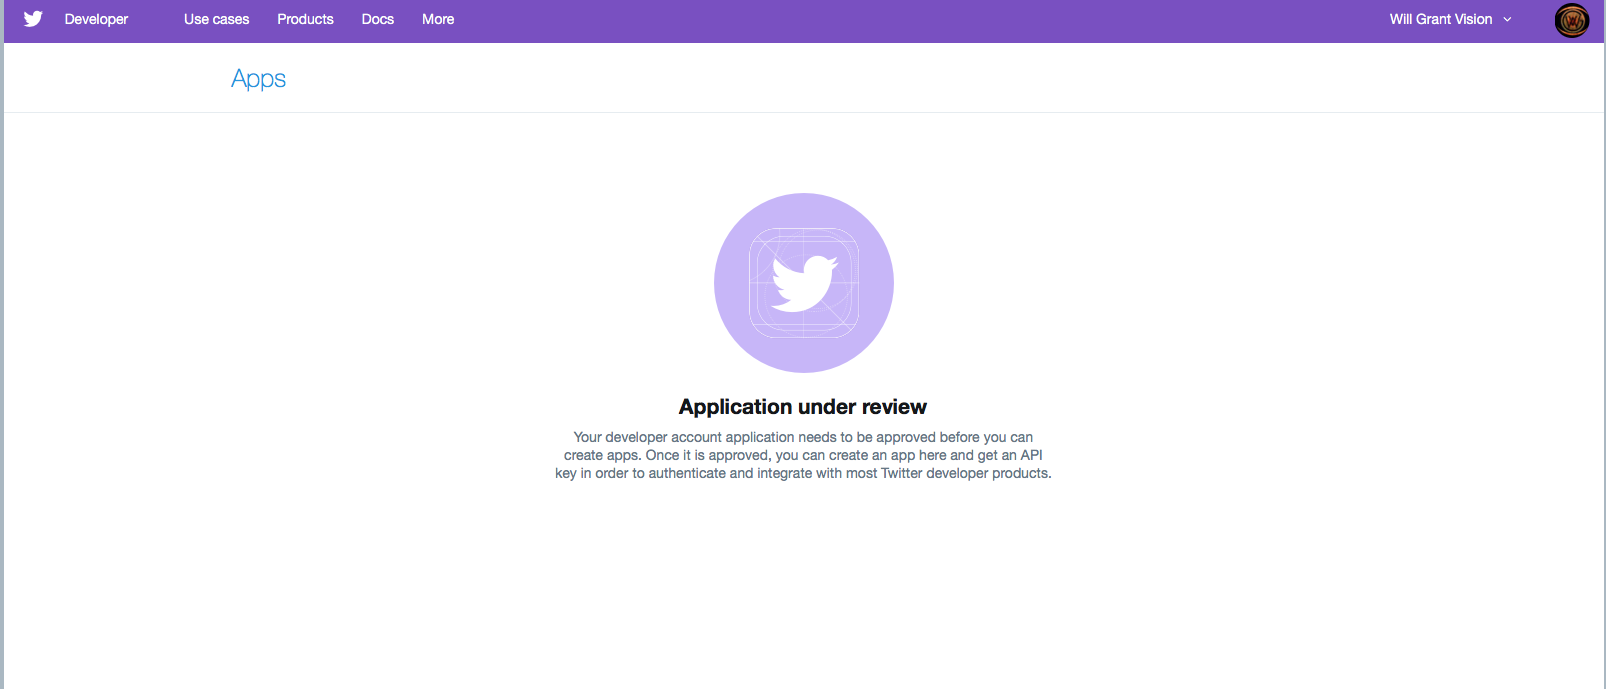 Developer Use cases Products Docs More Will Grant Vision
Apps
Application under review
Your developer account application needs to be approved before you can
create apps. Once it is approved, you can create an app here and get an API
key in order to authenticate and integrate with most Twitter developer products.